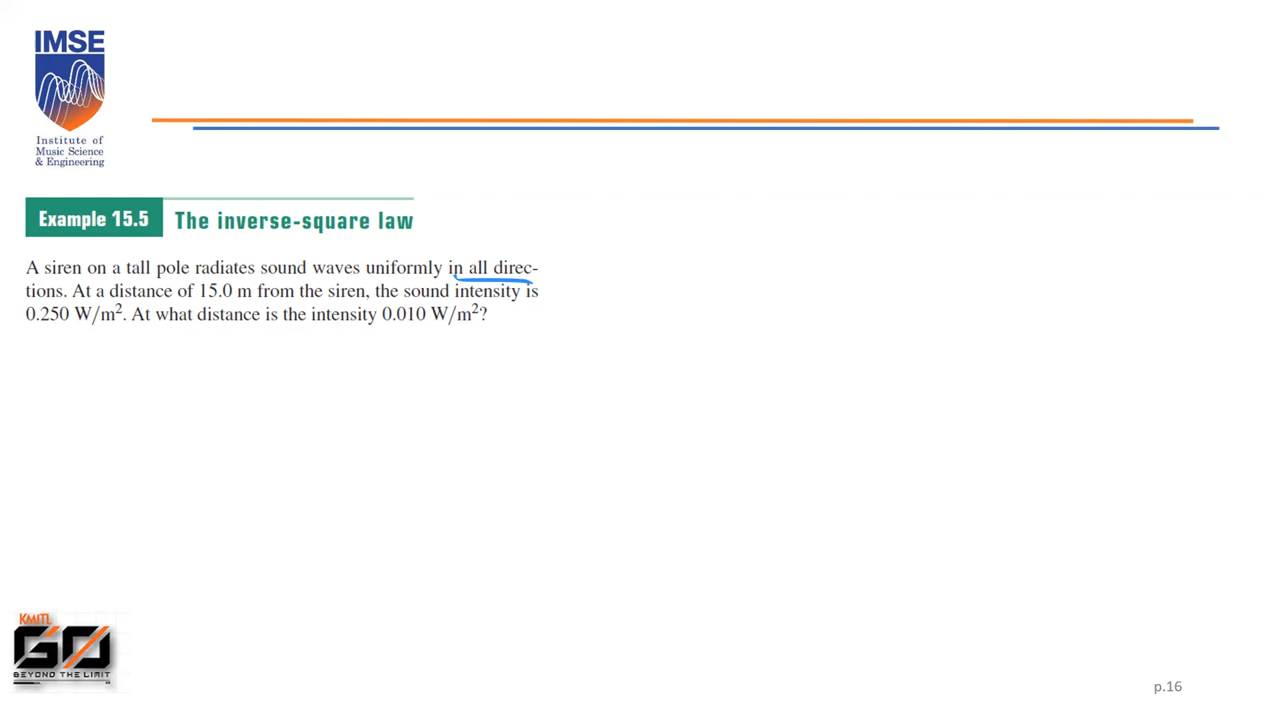 IMSE
Institute of
Music Science
& Engineering
Example 15.5 The inverse-square law
A siren on a tall pole radiates sound waves uniformly in all direc-
tions. At a distance of 15.0 m from the siren, the sound intensity is
0.250 W/m². At what distance is the intensity 0.010 W/m²?
KMITL
GO
BEYOND THE LIMIT
p.16